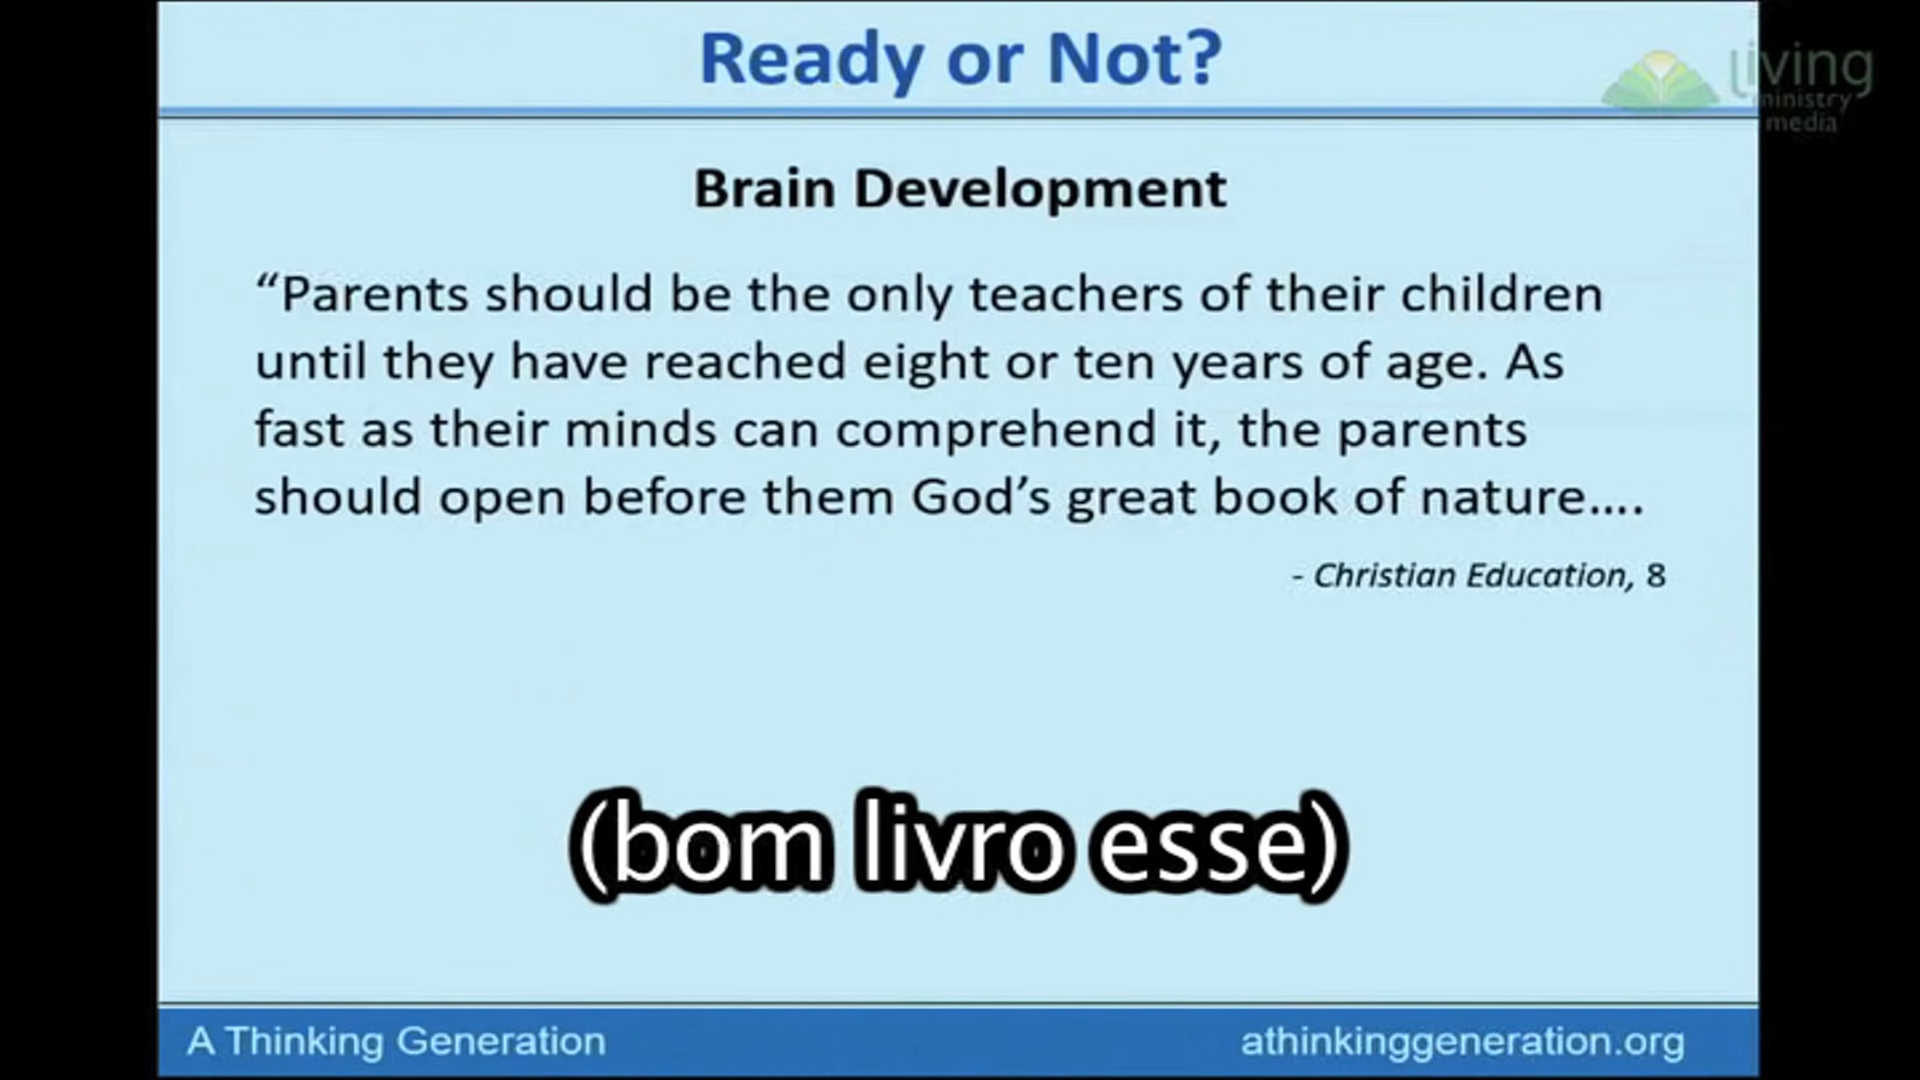 Ready or Not?
living
ministry
media
Brain Development
“Parents should be the only teachers of their children
until they have reached eight or ten years of age. As
fast as their minds can comprehend it, the parents
should open before them God’s great book of nature….
- Christian Education, 8
(bom livro esse)
A Thinking Generation
athinkinggeneration.org